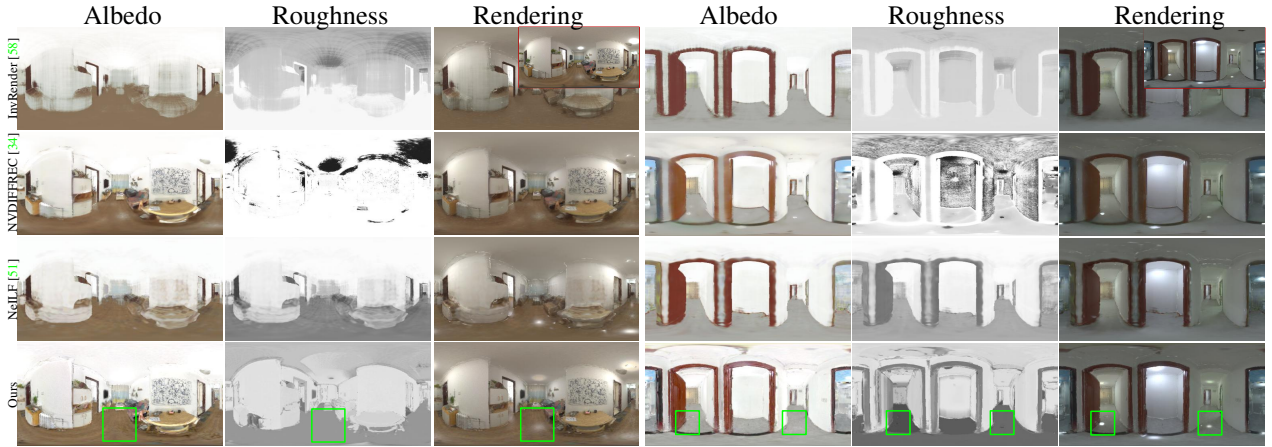 Albedo Roughness Rendering Albedo Roughness Rendering
InvRender [58]
NVDIFFREC [34]
NeILF [51]
Ours